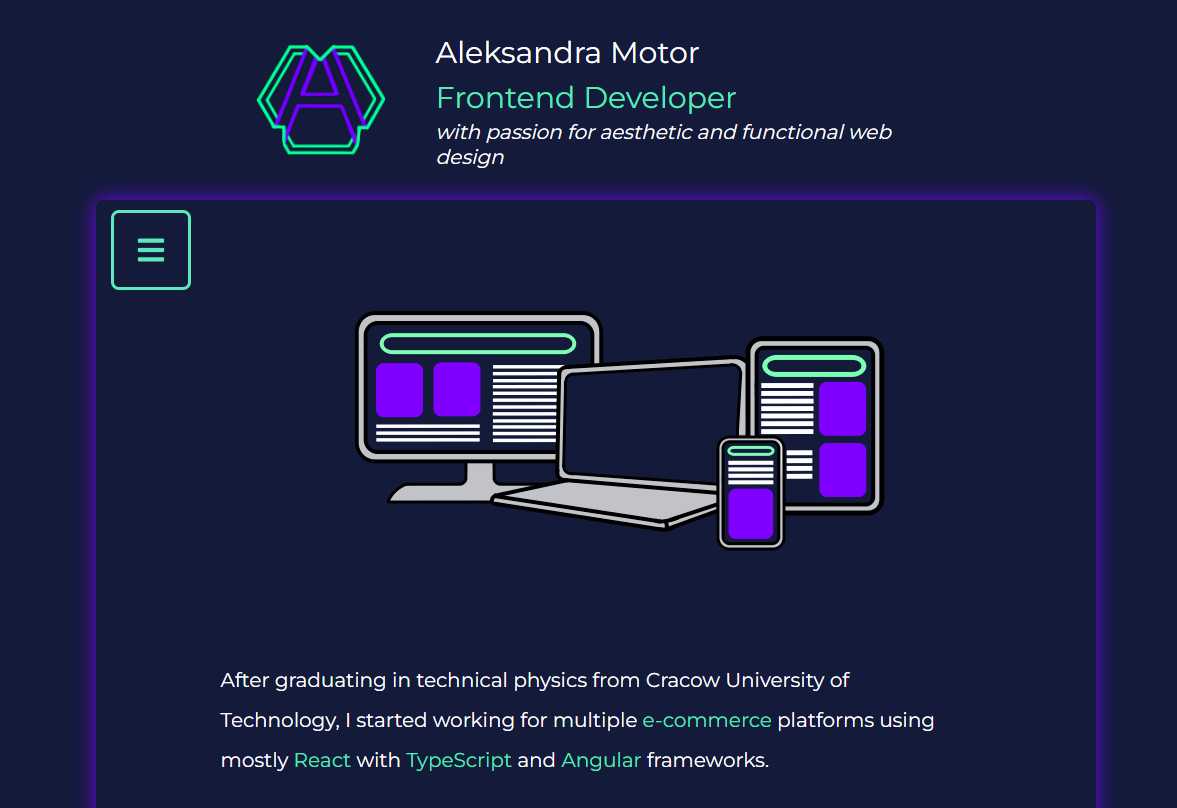 A
Aleksandra Motor
Frontend Developer
with passion for aesthetic and functional web
design
After graduating in technical physics from Cracow University of
Technology, I started working for multiple e-commerce platforms using
mostly React with TypeScript and Angular frameworks.